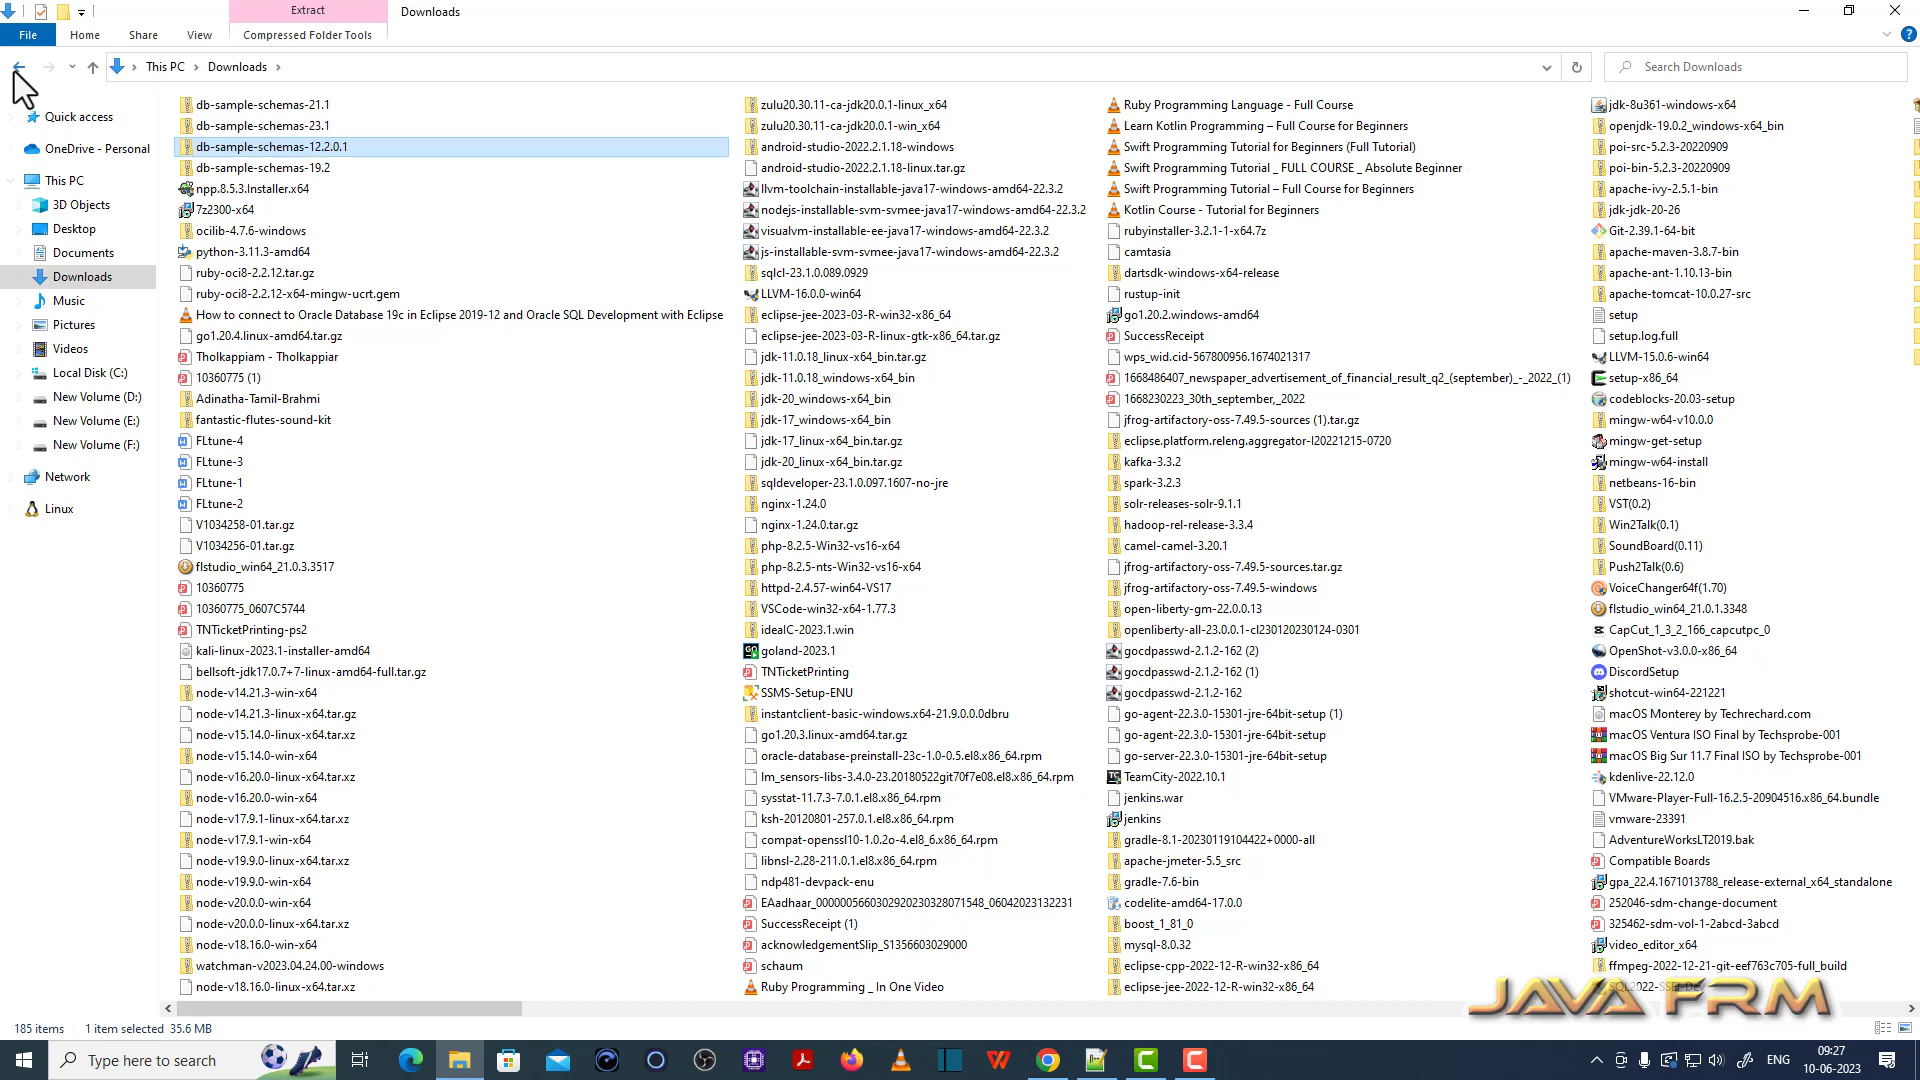 Extract
Downloads
File
Home
Share
View
Compressed Folder Tools
This PC
Downloads
Search Downloads
Quick access
OneDrive - Personal
This PC
3D Objects
Desktop
Documents
Downloads
Music
Pictures
Videos
Local Disk (C:)
New Volume (D:)
New Volume (E:)
New Volume (F:)
Network
Linux
db-sample-schemas-21.1
db-sample-schemas-23.1
db-sample-schemas-12.2.0.1
db-sample-schemas-19.2
npp.8.5.3.Installer.x64
7z2300-x64
ocilib-4.7.6-windows
python-3.11.3-amd64
ruby-oci8-2.2.12.tar.gz
ruby-oci8-2.2.12-x64-mingw-ucrt.gem
How to connect to Oracle Database 19c in Eclipse 2019-12 and Oracle SQL Development with Eclipse
go1.20.4.linux-amd64.tar.gz
Tholkappiam - Tholkappiar
10360775 (1)
Adinatha-Tamil-Brahmi
fantastic-flutes-sound-kit
FLtune-4
FLtune-3
FLtune-1
FLtune-2
V1034258-01.tar.gz
V1034256-01.tar.gz
flstudio_win64_21.0.3.3517
10360775
10360775_0607C5744
TNTicketPrinting-ps2
kali-linux-2023.1-installer-amd64
bellsoft-jdk17.0.7+7-linux-amd64-full.tar.gz
node-v14.21.3-win-x64
node-v14.21.3-linux-x64.tar.gz
node-v15.14.0-linux-x64.tar.xz
node-v15.14.0-win-x64
node-v16.20.0-linux-x64.tar.xz
node-v16.20.0-win-x64
node-v17.9.1-linux-x64.tar.xz
node-v17.9.1-win-x64
node-v19.9.0-linux-x64.tar.xz
node-v19.9.0-win-x64
node-v20.0.0-win-x64
node-v20.0.0-linux-x64.tar.xz
node-v18.16.0-win-x64
watchman-v2023.04.24.00-windows
node-v18.16.0-linux-x64.tar.xz
zulu20.30.11-ca-jdk20.0.1-linux_x64
zulu20.30.11-ca-jdk20.0.1-win_x64
android-studio-2022.2.1.18-windows
android-studio-2022.2.1.18-linux.tar.gz
llvm-toolchain-installable-java17-windows-amd64-22.3.2
nodejs-installable-svm-svmee-java17-windows-amd64-22.3.2
visualvm-installable-ee-java17-windows-amd64-22.3.2
js-installable-svm-svmee-java17-windows-amd64-22.3.2
sqlcl-23.1.0.089.0929
LLVM-16.0.0-win64
eclipse-jee-2023-03-R-win32-x86_64
eclipse-jee-2023-03-R-linux-gtk-x86_64.tar.gz
jdk-11.0.18_linux-x64_bin.tar.gz
jdk-11.0.18_windows-x64_bin
jdk-20_windows-x64_bin
jdk-17_windows-x64_bin
jdk-17_linux-x64_bin.tar.gz
jdk-20_linux-x64_bin.tar.gz
sqldeveloper-23.1.0.097.1607-no-jre
nginx-1.24.0
nginx-1.24.0.tar.gz
php-8.2.5-Win32-vs16-x64
php-8.2.5-nts-Win32-vs16-x64
httpd-2.4.57-win64-VS17
VSCode-win32-x64-1.77.3
ideaIC-2023.1.win
goland-2023.1
TNTicketPrinting
SSMS-Setup-ENU
instantclient-basic-windows.x64-21.9.0.0.0dbru
go1.20.3.linux-amd64.tar.gz
oracle-database-preinstall-23c-1.0-0.5.el8.x86_64.rpm
lm_sensors-libs-3.4.0-23.20180522git70f7e08.el8.x86_64.rpm
sysstat-11.7.3-7.0.1.el8.x86_64.rpm
ksh-20120801-257.0.1.el8.x86_64.rpm
compat-openssl10-1.0.2o-4.el8_6.x86_64.rpm
libnsl-2.28-211.0.1.el8.x86_64.rpm
ndp481-devpack-enu
EAadhaar_0000005660302920230328071548_06042023132231
SuccessReceipt (1)
acknowledgementSlip_S1356603029000
schaum
Ruby Programming _ In One Video
Ruby Programming Language - Full Course
Learn Kotlin Programming – Full Course for Beginners
Swift Programming Tutorial for Beginners (Full Tutorial)
Swift Programming Tutorial _ FULL COURSE _ Absolute Beginner
Swift Programming Tutorial – Full Course for Beginners
Kotlin Course - Tutorial for Beginners
rubyinstaller-3.2.1-1-x64.7z
camtasia
dartsdk-windows-x64-release
rustup-init
go1.20.2.windows-amd64
SuccessReceipt
wps_wid.cid-567800956.1674021317
1668486407_newspaper_advertisement_of_financial_result_q2_(september)_-_2022_(1)
1668230223_30th_september,_2022
jfrog-artifactory-oss-7.49.5-sources (1).tar.gz
eclipse.platform.releng.aggregator-I20221215-0720
kafka-3.3.2
spark-3.2.3
solr-releases-solr-9.1.1
hadoop-rel-release-3.3.4
camel-camel-3.20.1
jfrog-artifactory-oss-7.49.5-sources.tar.gz
jfrog-artifactory-oss-7.49.5-windows
open-liberty-gm-22.0.0.13
openliberty-all-23.0.0.1-cl230120230124-0301
gocdpasswd-2.1.2-162 (2)
gocdpasswd-2.1.2-162 (1)
gocdpasswd-2.1.2-162
go-agent-22.3.0-15301-jre-64bit-setup (1)
go-agent-22.3.0-15301-jre-64bit-setup
go-server-22.3.0-15301-jre-64bit-setup
TeamCity-2022.10.1
jenkins.war
jenkins
gradle-8.1-20230119104422+0000-all
apache-jmeter-5.5_src
gradle-7.6-bin
codelite-amd64-17.0.0
boost_1_81_0
mysql-8.0.32
eclipse-cpp-2022-12-R-win32-x86_64
eclipse-jee-2022-12-R-win32-x86_64
jdk-8u361-windows-x64
openjdk-19.0.2_windows-x64_bin
poi-src-5.2.3-20220909
poi-bin-5.2.3-20220909
apache-ivy-2.5.1-bin
jdk-jdk-20-26
Git-2.39.1-64-bit
apache-maven-3.8.7-bin
apache-ant-1.10.13-bin
apache-tomcat-10.0.27-src
setup
setup.log.full
LLVM-15.0.6-win64
setup-x86_64
codeblocks-20.03-setup
mingw-w64-v10.0.0
mingw-get-setup
mingw-w64-install
netbeans-16-bin
VST(0.2)
Win2Talk(0.1)
SoundBoard(0.11)
Push2Talk(0.6)
VoiceChanger64f(1.70)
flstudio_win64_21.0.1.3348
CapCut_1_3_2_166_capcutpc_0
OpenShot-v3.0.0-x86_64
DiscordSetup
shotcut-win64-221221
macOS Monterey by Techrechard.com
macOS Ventura ISO Final by Techsprobe-001
macOS Big Sur 11.7 Final ISO by Techsprobe-001
kdenlive-22.12.0
VMware-Player-Full-16.2.5-20904516.x86_64.bundle
vmware-23391
AdventureWorksLT2019.bak
Compatible Boards
gpa_22.4.1671013788_release-external_x64_standalone
252046-sdm-change-document
325462-sdm-vol-1-2abcd-3abcd
video_editor_x64
ffmpeg-2022-12-21-git-eef763c705-full_build
SQL2022-SSEI-Dev
JAVA FRM
185 items
1 item selected 35.6 MB
Type here to search
ENG
09:27
10-06-2023